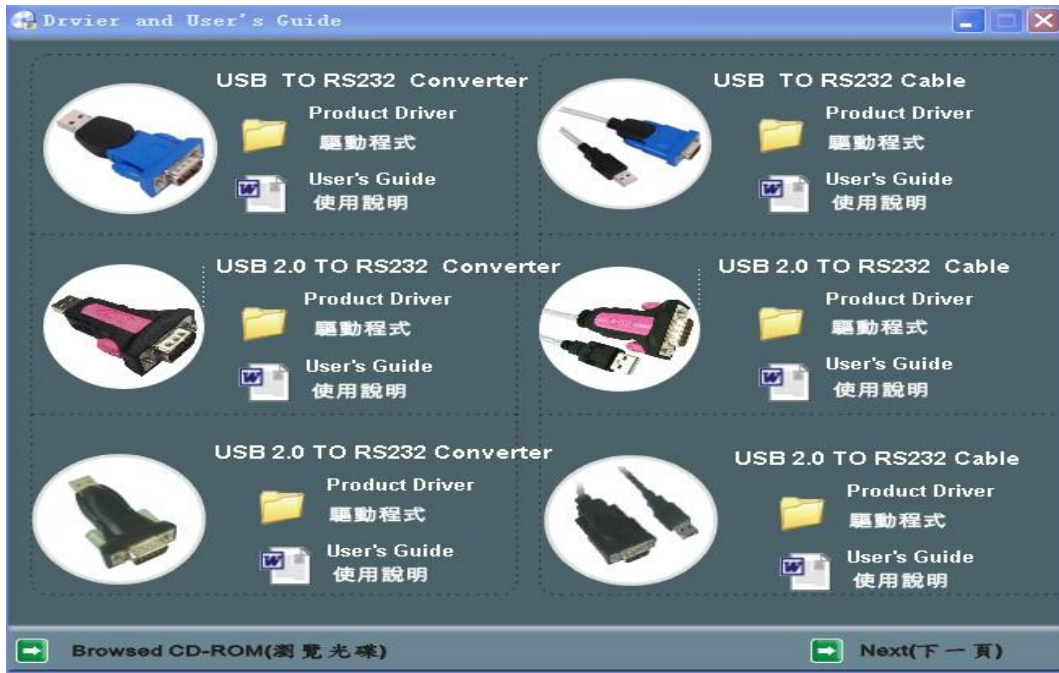 Drvier and User's Guide
USB TO RS232 Converter
Product Driver
驅動程式
User's Guide
使用說明
USB TO RS232 Cable
Product Driver
驅動程式
User's Guide
使用說明
USB 2.0 TO RS232 Converter
Product Driver
驅動程式
User's Guide
使用說明
USB 2.0 TO RS232 Cable
Product Driver
驅動程式
User's Guide
使用說明
USB 2.0 TO RS232 Converter
Product Driver
驅動程式
User's Guide
使用說明
USB 2.0 TO RS232 Cable
Product Driver
驅動程式
User's Guide
使用說明
Browsed CD-ROM(瀏覽光碟)
Next(下一頁)